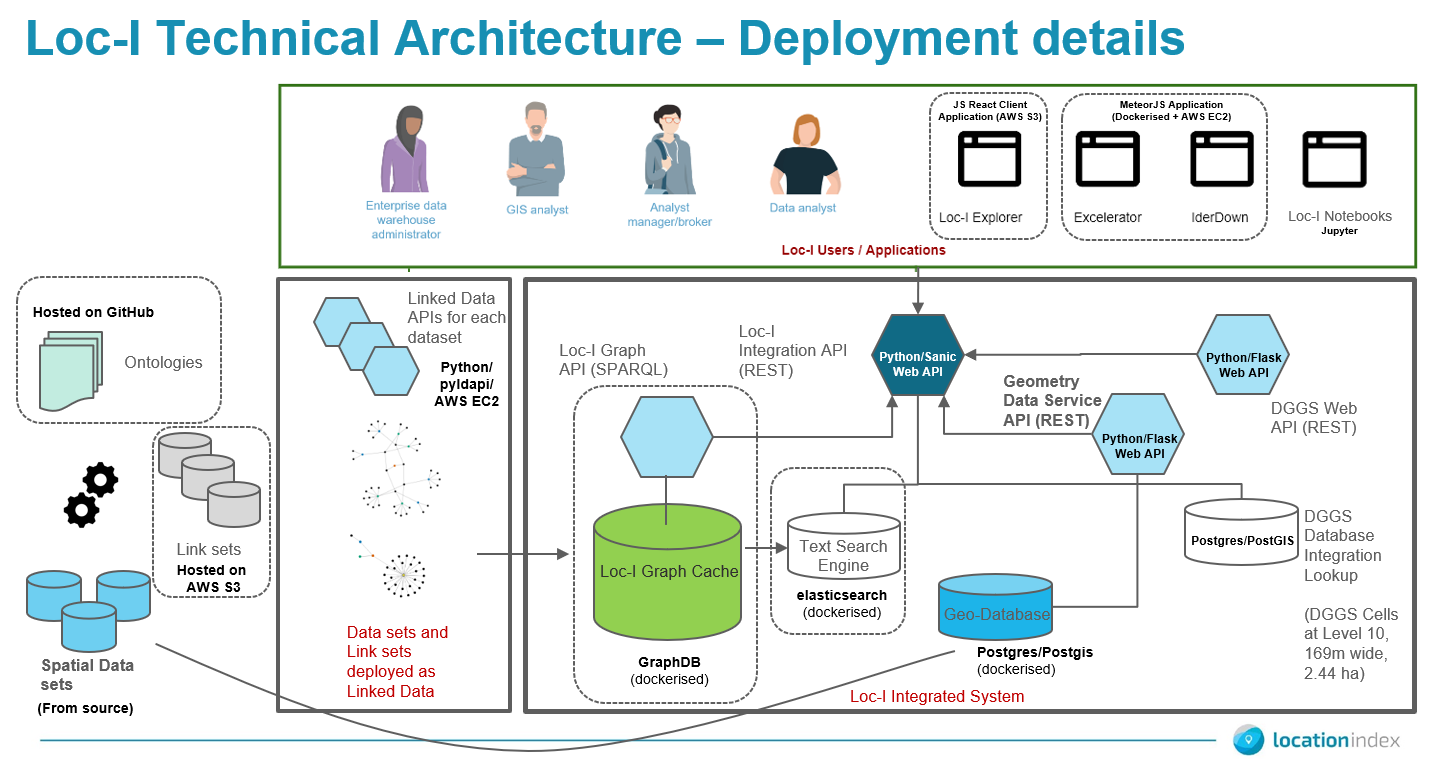 Loc-I Technical Architecture – Deployment details
Enterprise data
warehouse
administrator
GIS analyst
Analyst
manager/broker
Data analyst
JS React Client
Application (AWS S3)
Loc-I Explorer
MeteorJS Application
(Dockerised + AWS EC2)
Excelerator
IderDown
Loc-I Notebooks
Jupyter
Loc-I Users / Applications
Hosted on GitHub
Ontologies
Link sets
Hosted on
AWS S3
Spatial Data
sets
(From source)
Linked Data
APIs for each
dataset
Python/
pyldapi/
AWS EC2
Data sets and
Link sets
deployed as
Linked Data
Loc-I Graph
API (SPARQL)
Loc-I
Integration API
(REST)
Python/Sanic
Web API
Geometry
Data Service
API (REST)
Python/Flask
Web API
Python/Flask
Web API
DGGS Web
API (REST)
Loc-I Graph Cache
GraphDB
(dockerised)
Text Search
Engine
elasticsearch
(dockerised)
Geo-Database
Postgres/Postgis
(dockerised)
Postgres/PostGIS
DGGS
Database
Integration
Lookup
(DGGS Cells
at Level 10,
169m wide,
2.44 ha)
Loc-I Integrated System
locationindex